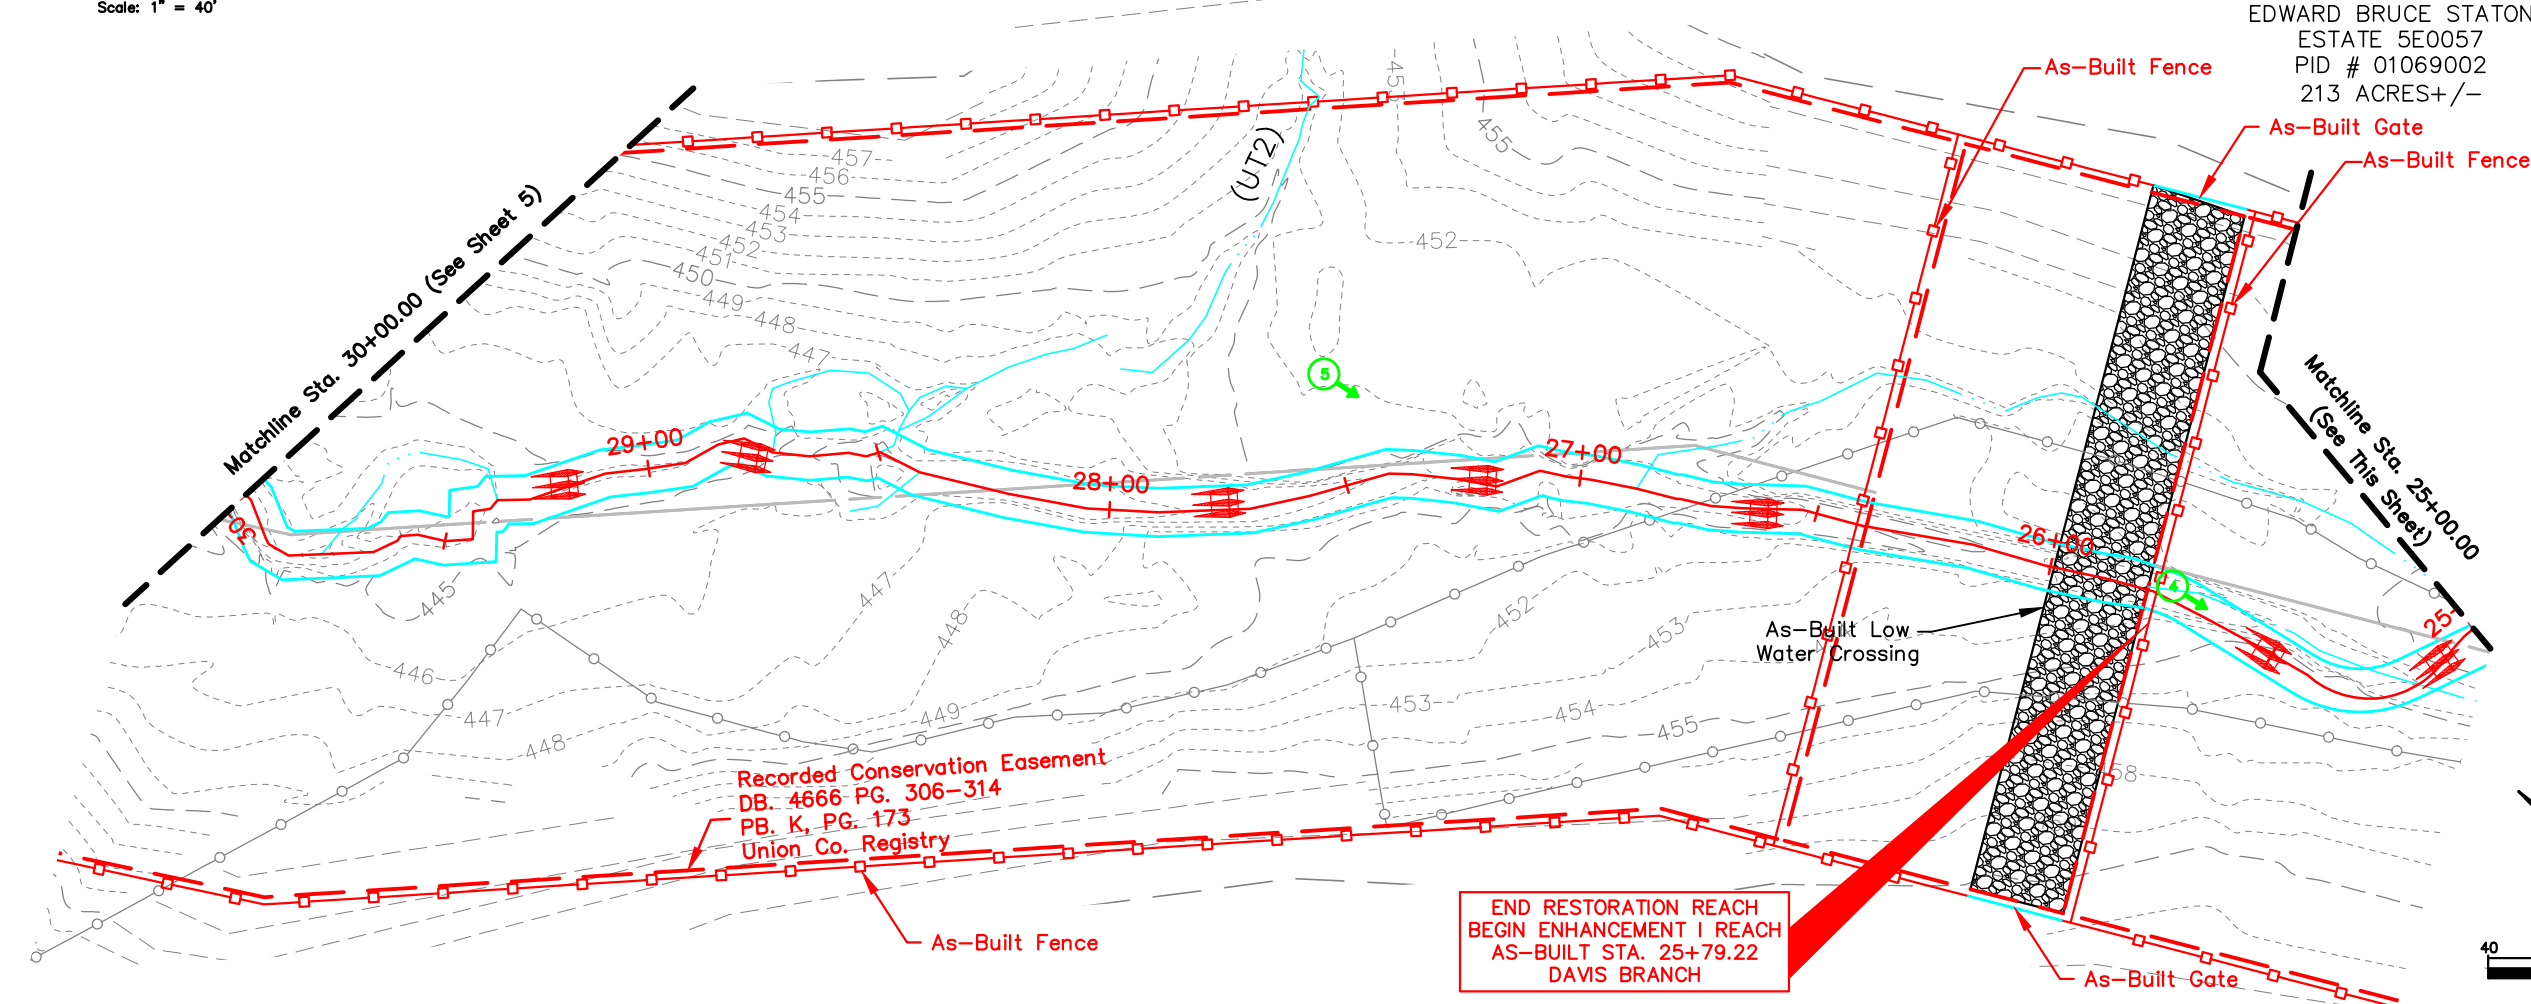 Scale: 1" = 40'
EDWARD BRUCE STATON
ESTATE 5E0057
PID # 01069002
213 ACRES+/-
As-Built Fence
As-Built Gate
As-Built Fence
(UT2)
Matchline Sta. 30+00.00 (See Sheet 5)
Matchline Sta. 25+00.00
(See This Sheet)
457
456
455
454
453
452
451
450
449
448
447
455
452
5
29+00
28+00
27+00
26+00
25
30
4
445
446
447
448
447
448
449
452
453
453
454
455
As-Built Low
Water Crossing
Recorded Conservation Easement
DB. 4666 PG. 306-314
PB. K, PG. 173
Union Co. Registry
As-Built Fence
END RESTORATION REACH
BEGIN ENHANCEMENT I REACH
AS-BUILT STA. 25+79.22
DAVIS BRANCH
As-Built Gate
40